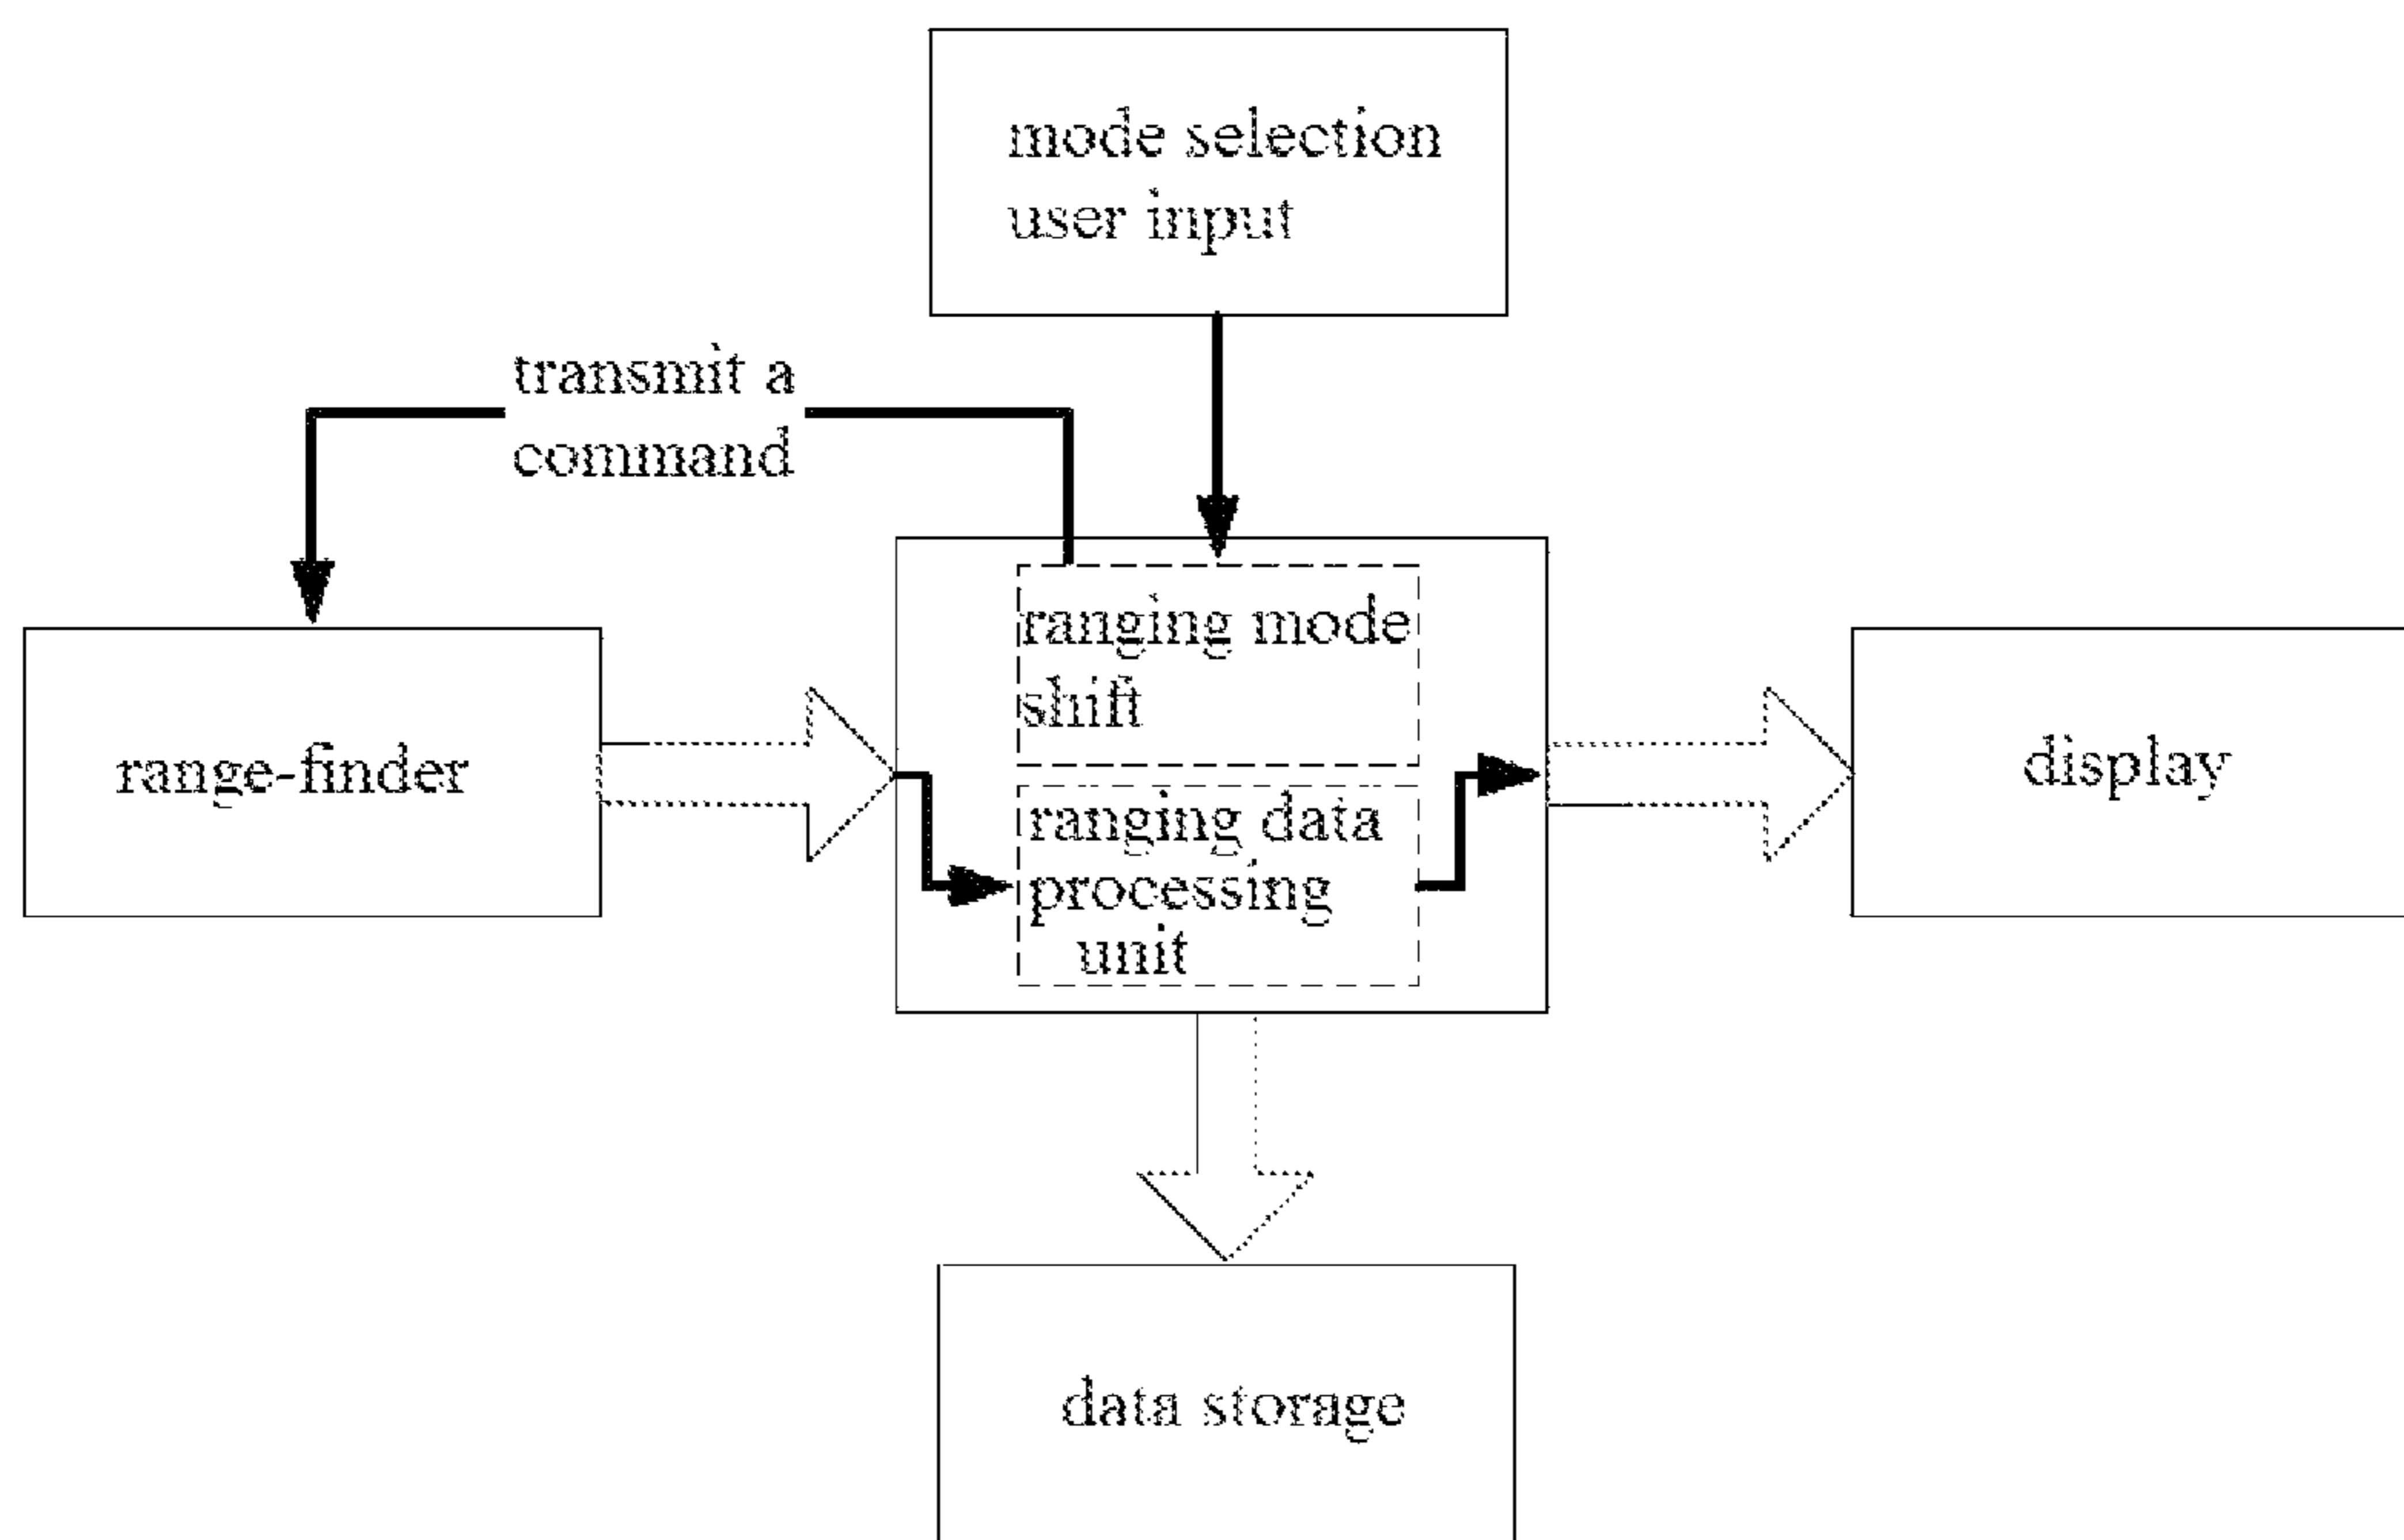 mode selection
user input
transmit a
command
ranging mode
shift
range-finder
ranging data
processing
unit
display
data storage